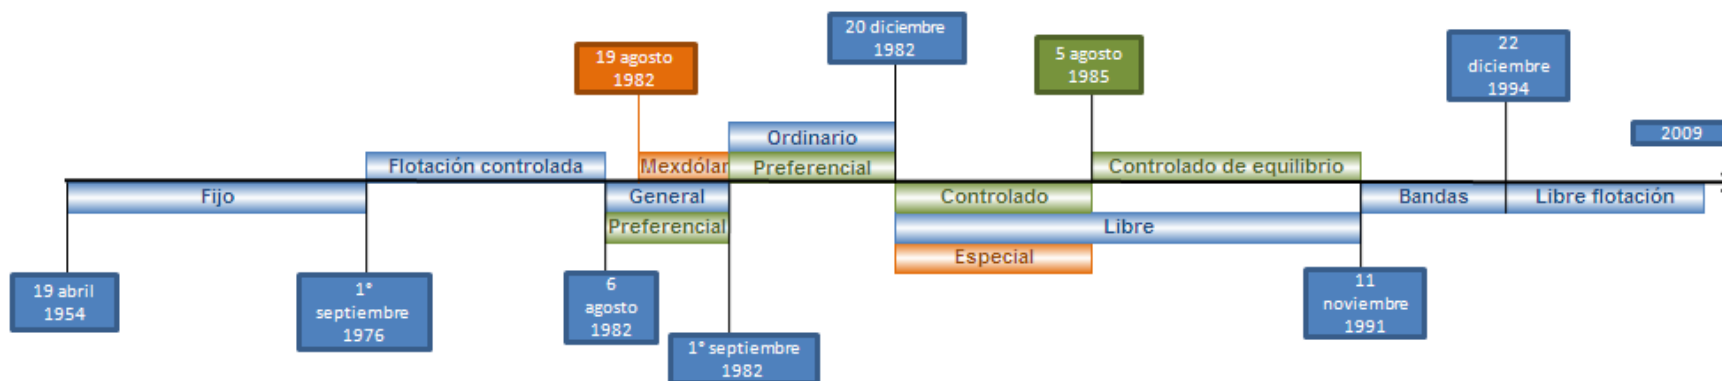 20 diciembre
1982
19 agosto
1982
5 agosto
1985
22
diciembre
1994
2009
Ordinario
Flotación controlada
Mexdólar
Preferencial
Controlado de equilibrio
Fijo
General
Controlado
Bandas
Libre flotación
Preferencial
Libre
Especial
19 abril
1954
1°
septiembre
1976
6
agosto
1982
1° septiembre
1982
11
noviembre
1991